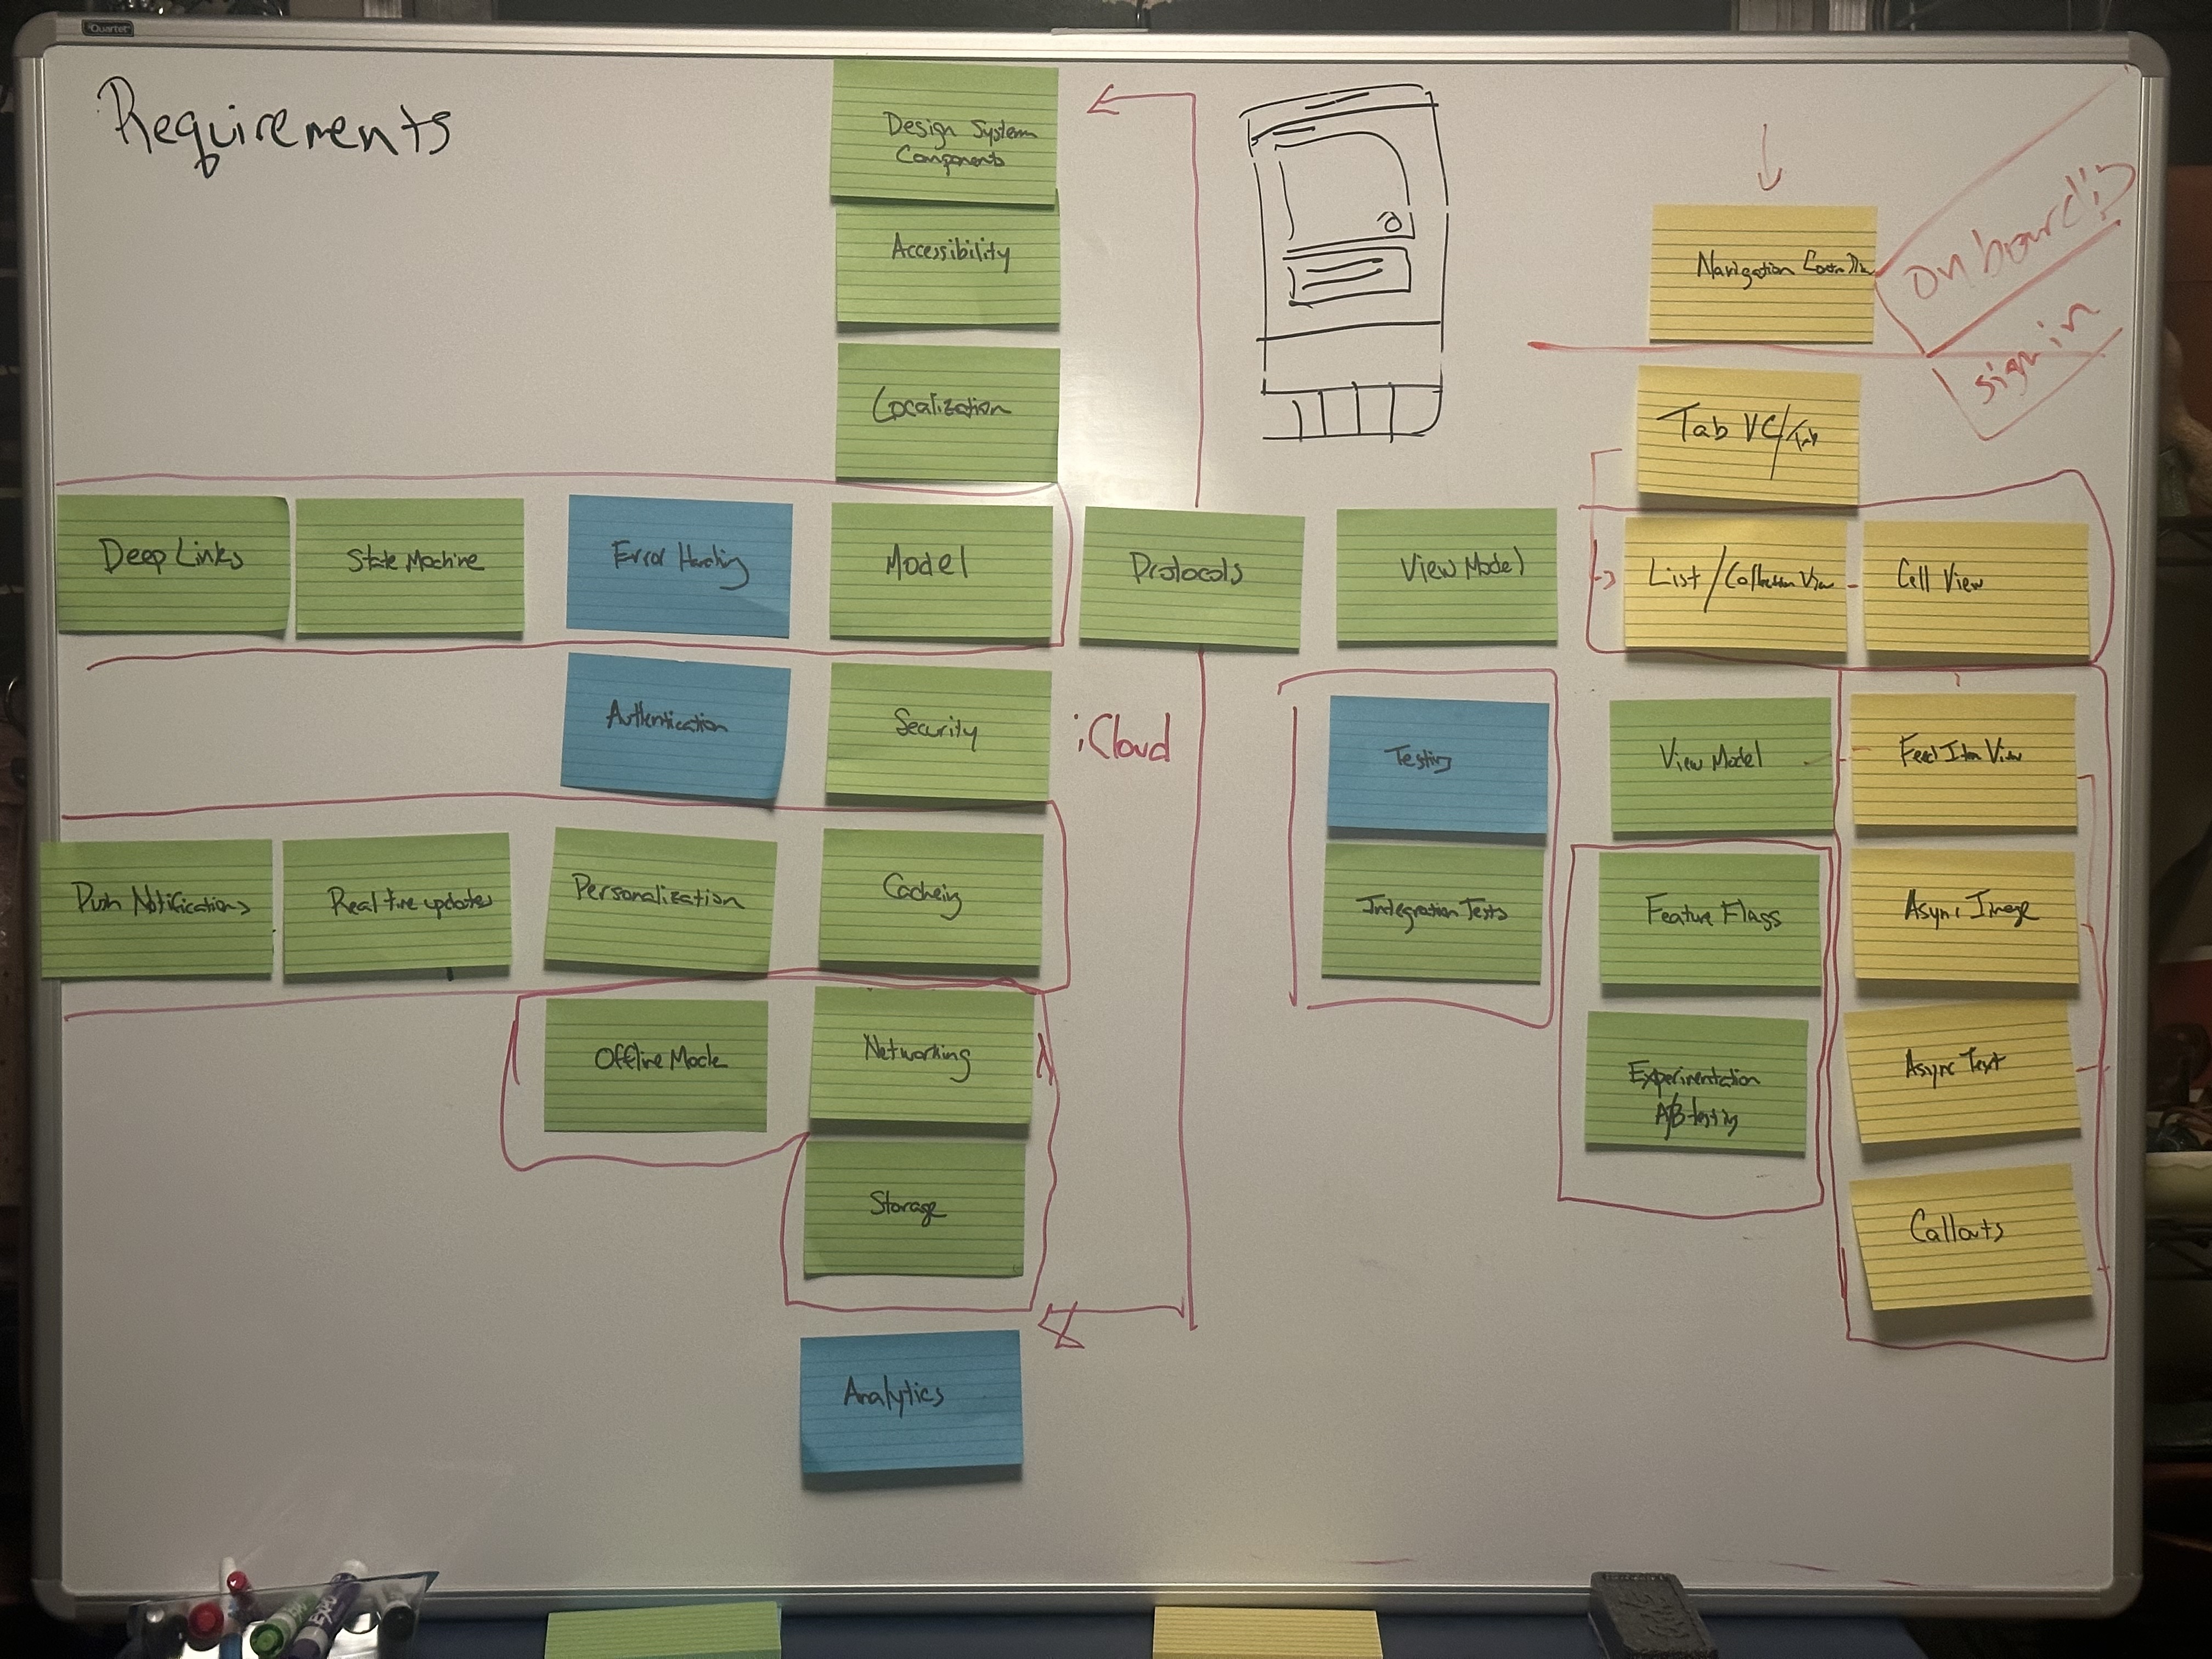 Quartet
Requirements
Design System
Components
Accessibility
Localization
Navigation
onboarding
sign in
Tab VC/Tab
Deep Links
State Machine
Error Handling
Model
Protocols
View Model
List/Collection View
Cell View
Authentication
Security
iCloud
Testing
View Model
Feed Item View
Push Notifications
Real time updates
Personalization
Cacheing
Integration Tests
Feature Flags
Async Image
Offline Mode
Networking
Experimentation
A/B testing
Async Text
Storage
Callouts
Analytics
EXPO